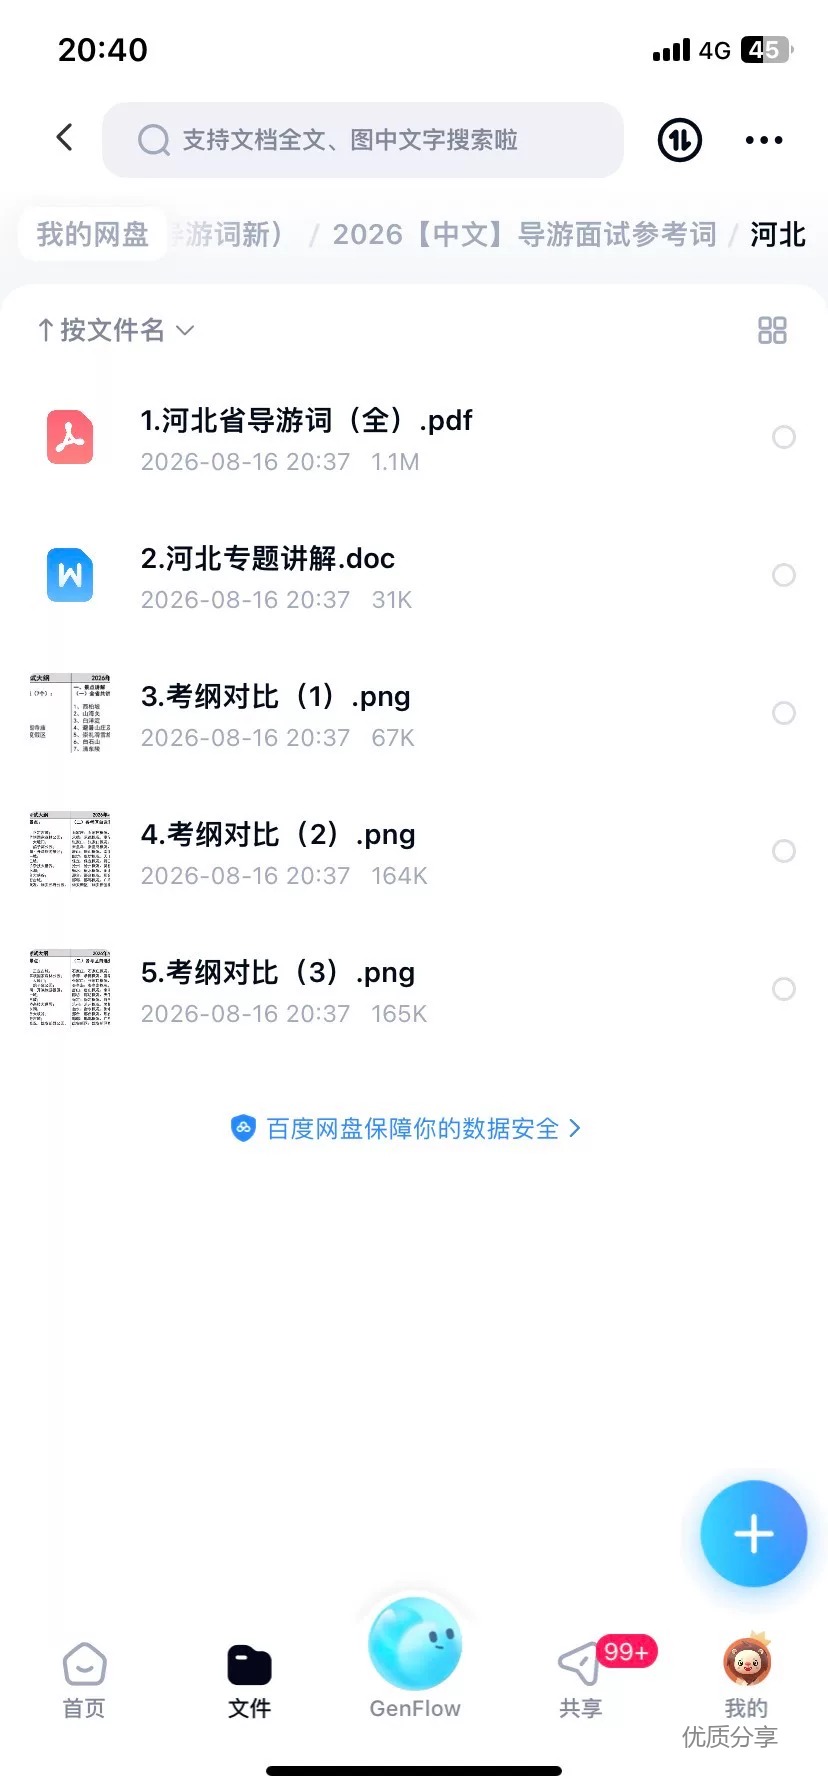 20:40
4G 45
支持文档全文、图中文字搜索啦
我的网盘 导游词新） / 2026【中文】导游面试参考词 / 河北
↑按文件名
1.河北省导游词（全）.pdf
2026-08-16 20:37 1.1M
2.河北专题讲解.doc
2026-08-16 20:37 31K
3.考纲对比（1）.png
2026-08-16 20:37 67K
4.考纲对比（2）.png
2026-08-16 20:37 164K
5.考纲对比（3）.png
2026-08-16 20:37 165K
百度网盘保障你的数据安全
99+
首页 文件 GenFlow 共享 我的
优质分享